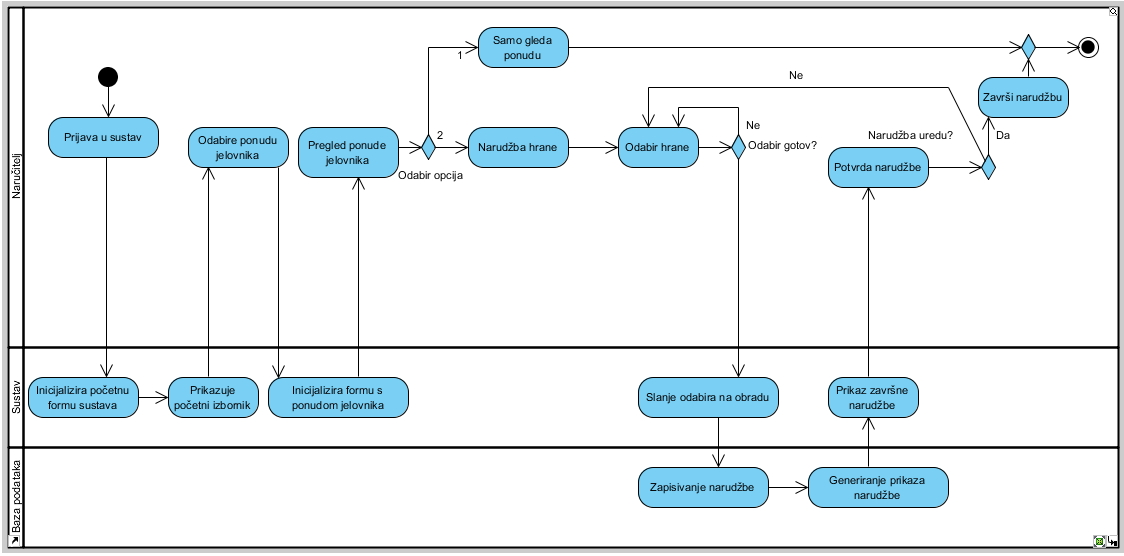 Naručitelj
Samo gleda
ponudu
1
Prijava u sustav
Odabire ponudu
jelovnika
Pregled ponude
jelovnika
2
Odabir opcija
Narudžba hrane
Odabir hrane
Ne
Odabir gotov?
Ne
Narudžba uredu?
Potvrda narudžbe
Da
Završi narudžbu
Sustav
Inicijalizira početnu
formu sustava
Prikazuje
početni izbornik
Inicijalizira formu s
ponudom jelovnika
Slanje odabira na obradu
Prikaz završne
narudžbe
Baza podataka
Zapisivanje narudžbe
Generiranje prikaza
narudžbe